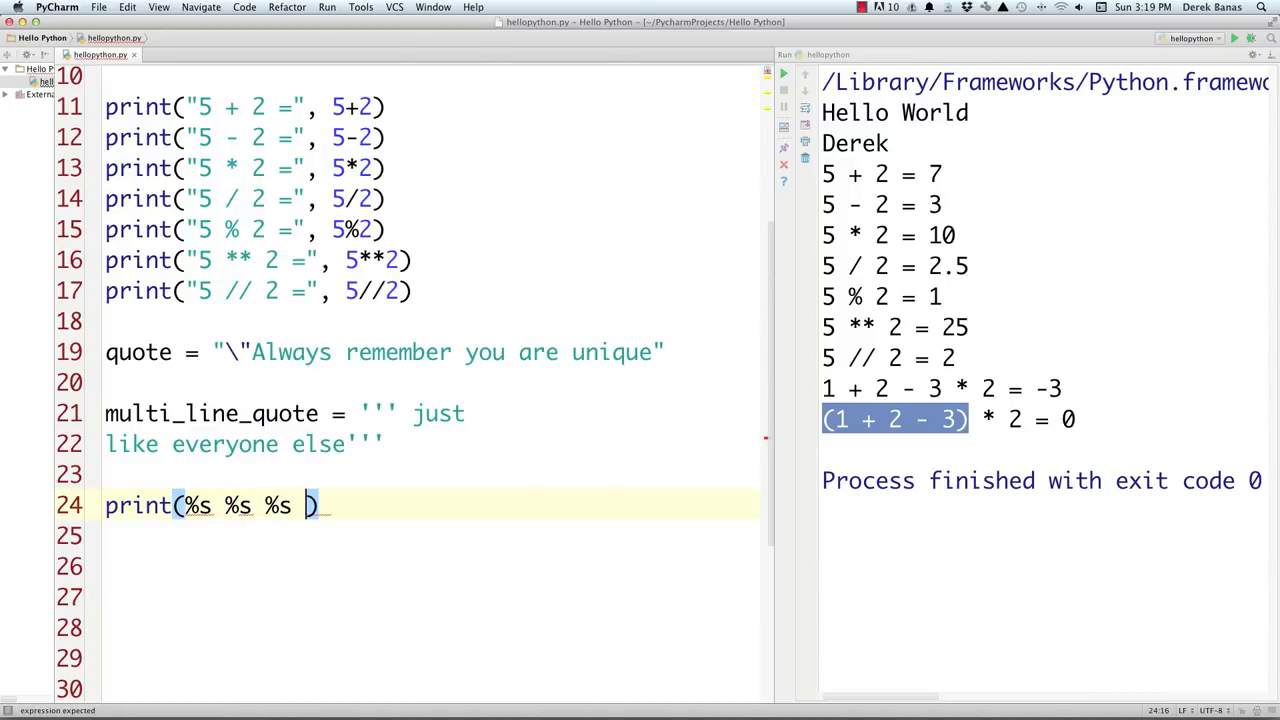 PyCharm File Edit View Navigate Code Refactor Run Tools VCS Window Help 10 Sun 3:19 PM Derek Banas
hellopython.py – Hello Python – [~/PycharmProjects/Hello Python]
Hello Python hellopython.py hellopython
hellopython.py × Run hellopython
Hello P
hell
Externa
10
11 print("5 + 2 =", 5+2)
12 print("5 - 2 =", 5-2)
13 print("5 * 2 =", 5*2)
14 print("5 / 2 =", 5/2)
15 print("5 % 2 =", 5%2)
16 print("5 ** 2 =", 5**2)
17 print("5 // 2 =", 5//2)
18
19 quote = "\"Always remember you are unique"
20
21 multi_line_quote = ''' just
22 like everyone else'''
23
24 print(%s %s %s )
25
26
27
28
29
30
/Library/Frameworks/Python.framewo
Hello World
Derek
5 + 2 = 7
5 - 2 = 3
5 * 2 = 10
5 / 2 = 2.5
5 % 2 = 1
5 ** 2 = 25
5 // 2 = 2
1 + 2 - 3 * 2 = -3
(1 + 2 - 3) * 2 = 0
Process finished with exit code 0
expression expected 24:16 LF UTF-8